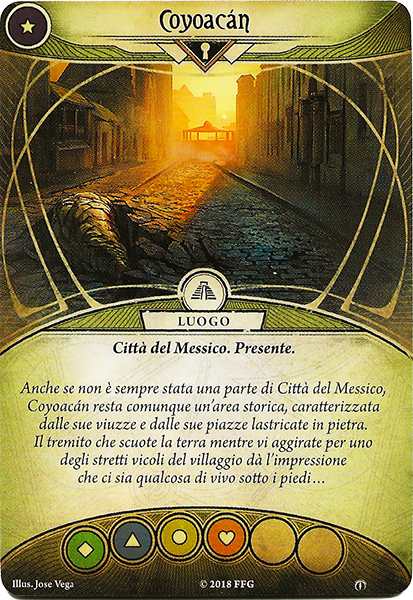 Coyoacán
LUOGO
Città del Messico. Presente.
Anche se non è sempre stata una parte di Città del Messico,
Coyoacán resta comunque un'area storica, caratterizzata
dalle sue viuzze e dalle sue piazze lastricate in pietra.
Il tremito che scuote la terra mentre vi aggirate per uno
degli stretti vicoli del villaggio dà l'impressione
che ci sia qualcosa di vivo sotto i piedi…
Illus. Jose Vega
© 2018 FFG